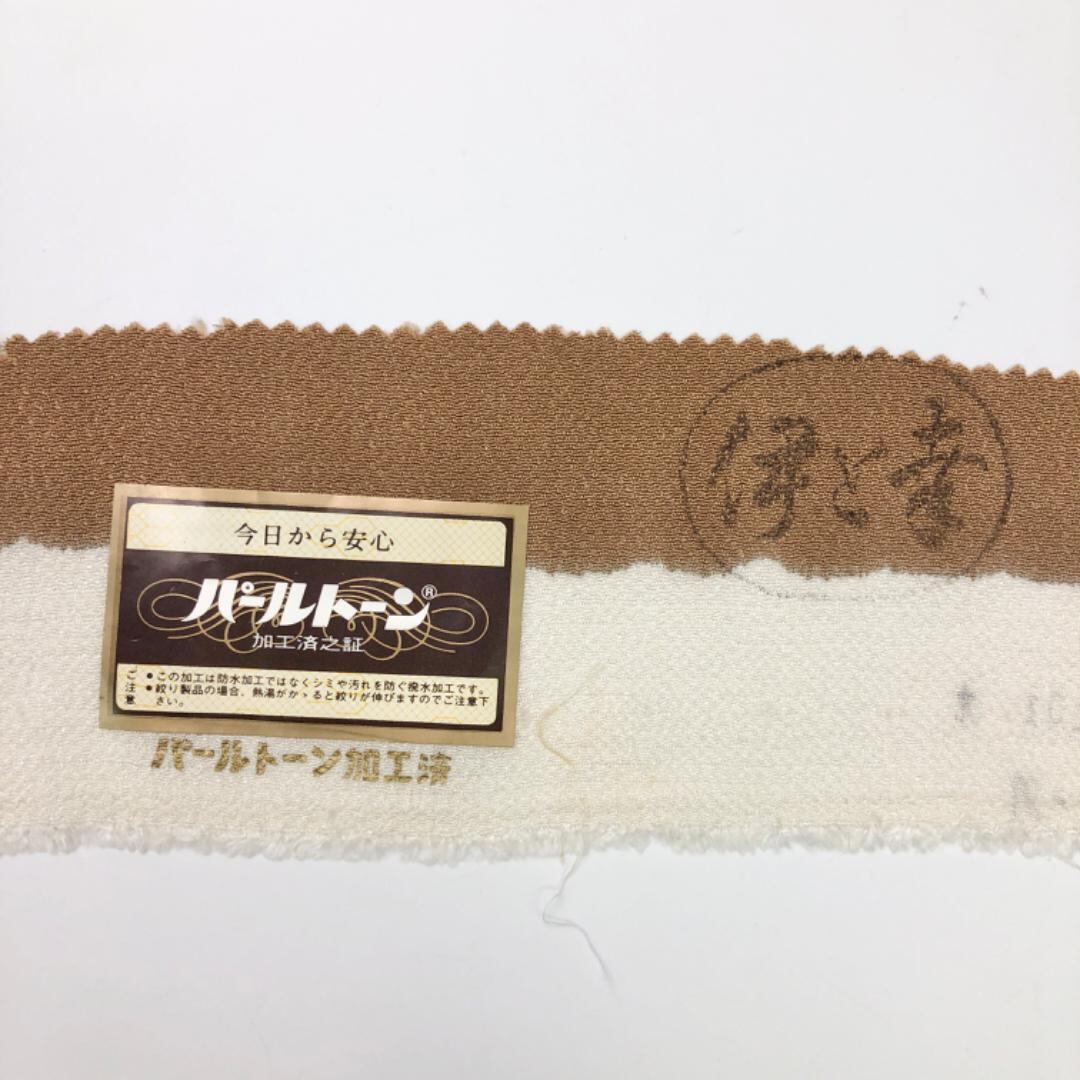 伊と幸
今日から安心
パールトーン®
加工済之証
ご注意
●この加工は防水加工ではなくシミや汚れを防ぐ撥水加工です。
●絞り製品の場合、熱湯がかゝると絞りが伸びますのでご注意下
さい。
パールトーン加工済